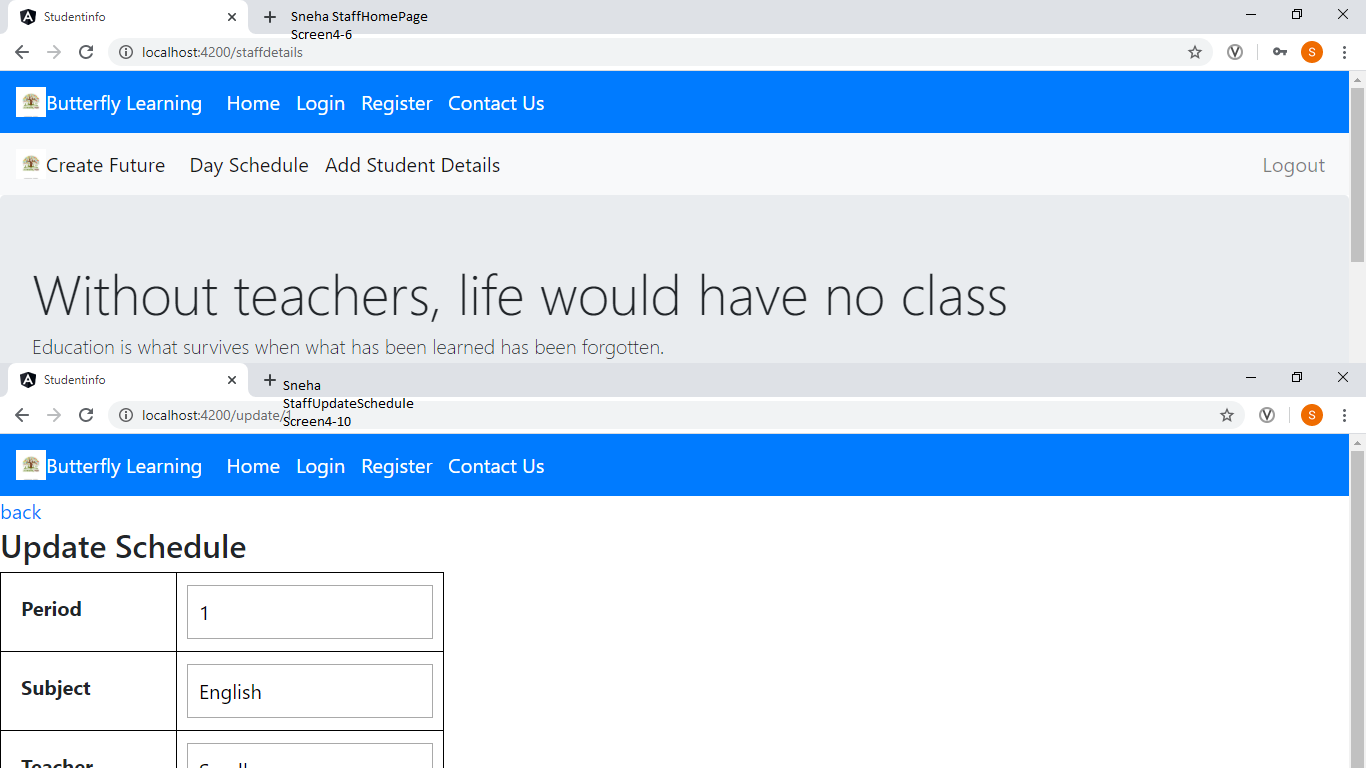 Studentinfo
Sneha StaffHomePage
Screen4-6
localhost:4200/staffdetails
S
Butterfly Learning Home Login Register Contact Us
Create Future Day Schedule Add Student Details Logout
Without teachers, life would have no class
Education is what survives when what has been learned has been forgotten.
Studentinfo
Sneha
StaffUpdateSchedule
Screen4-10
localhost:4200/update/1
S
Butterfly Learning Home Login Register Contact Us
back
Update Schedule
Period 1
Subject English
Teacher